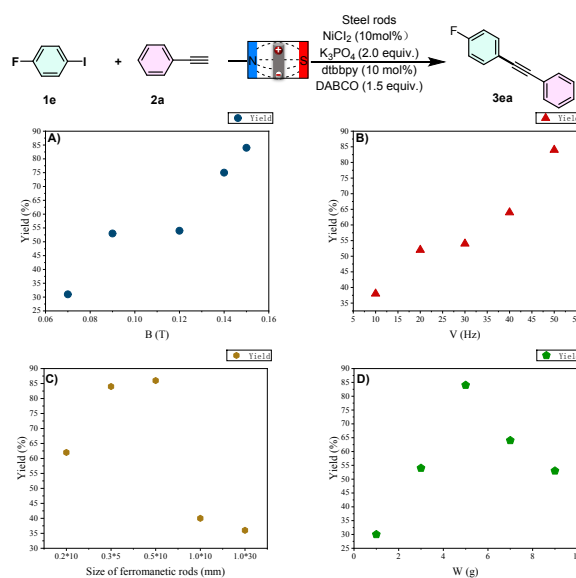 Steel rods
NiCl2 (10mol%)
K3PO4 (2.0 equiv.)
dtbbpy (10 mol%)
DABCO (1.5 equiv.)
F
I
+
N
S
+
-
F
1e
2a
3ea
Yield
A)
Yield (%)
90
85
80
75
70
65
60
55
50
45
40
35
30
25
0.06
0.08
0.10
0.12
0.14
0.16
B (T)
Yield
B)
Yield (%)
90
85
80
75
70
65
60
55
50
45
40
35
5
10
15
20
25
30
35
40
45
50
V (Hz)
Yield
C)
Yield (%)
90
85
80
75
70
65
60
55
50
45
40
35
30
0.2*10
0.3*5
0.5*10
1.0*10
1.0*30
Size of ferromanetic rods (mm)
Yield
D)
Yield (%)
90
85
80
75
70
65
60
55
50
45
40
35
30
25
0
2
4
6
8
W (g)